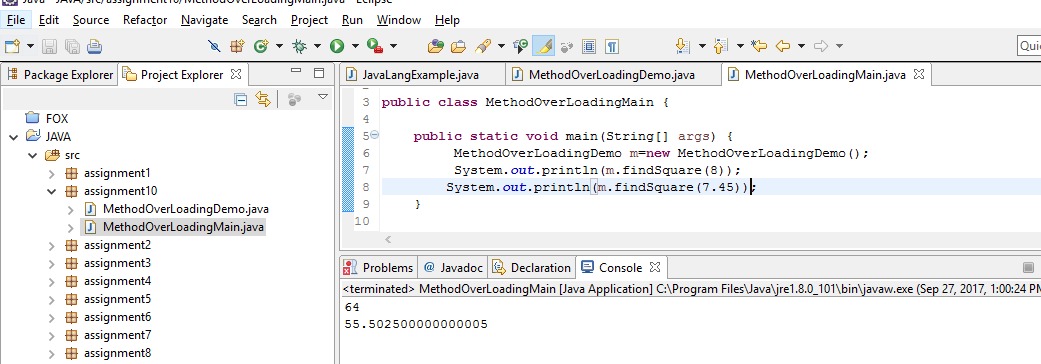 Java - JAVA/src/assignment10/MethodOverLoadingMain.java - Eclipse
File Edit Source Refactor Navigate Search Project Run Window Help
Quic
Package Explorer Project Explorer
FOX
JAVA
src
assignment1
assignment10
MethodOverLoadingDemo.java
MethodOverLoadingMain.java
assignment2
assignment3
assignment4
assignment5
assignment6
assignment7
assignment8
JavaLangExample.java MethodOverLoadingDemo.java MethodOverLoadingMain.java
3 public class MethodOverLoadingMain {
4
5 public static void main(String[] args) {
6 MethodOverLoadingDemo m=new MethodOverLoadingDemo();
7 System.out.println(m.findSquare(8));
8 System.out.println(m.findSquare(7.45));
9 }
10
Problems @ Javadoc Declaration Console
<terminated> MethodOverLoadingMain [Java Application] C:\Program Files\Java\jre1.8.0_101\bin\javaw.exe (Sep 27, 2017, 1:00:24 PM
64
55.502500000000005